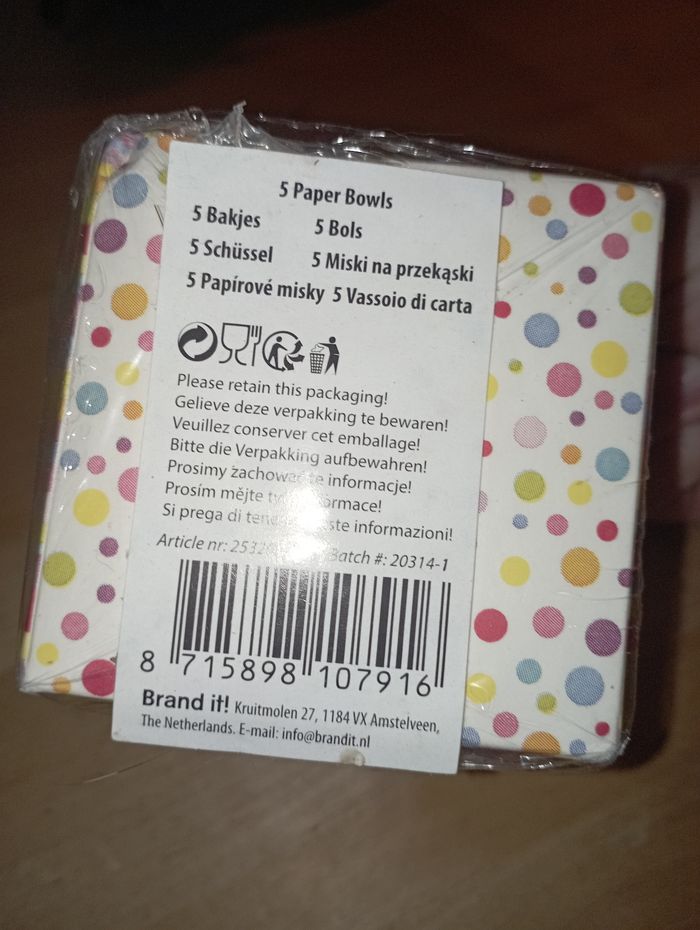 5 Paper Bowls
5 Bakjes 5 Bols
5 Schüssel 5 Miski na przekąski
5 Papírové misky 5 Vassoio di carta
Please retain this packaging!
Gelieve deze verpakking te bewaren!
Veuillez conserver cet emballage!
Bitte die Verpakking aufbewahren!
Prosimy informacje!
Prosím mějte
Si prega di informazioni!
Article nr: Batch #: 20314-1
8 715898 107916
Brand it! Kruitmolen 27, 1184 VX Amstelveen,
The Netherlands. E-mail: info@brandit.nl